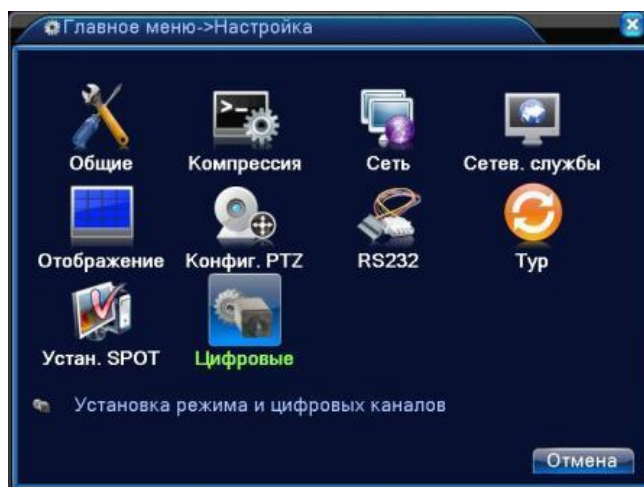 Главное меню->Настройка
Общие Компрессия Сеть Сетев. службы
Отображение Конфиг. PTZ RS232 Тур
Устан. SPOT Цифровые
Установка режима и цифровых каналов
Отмена